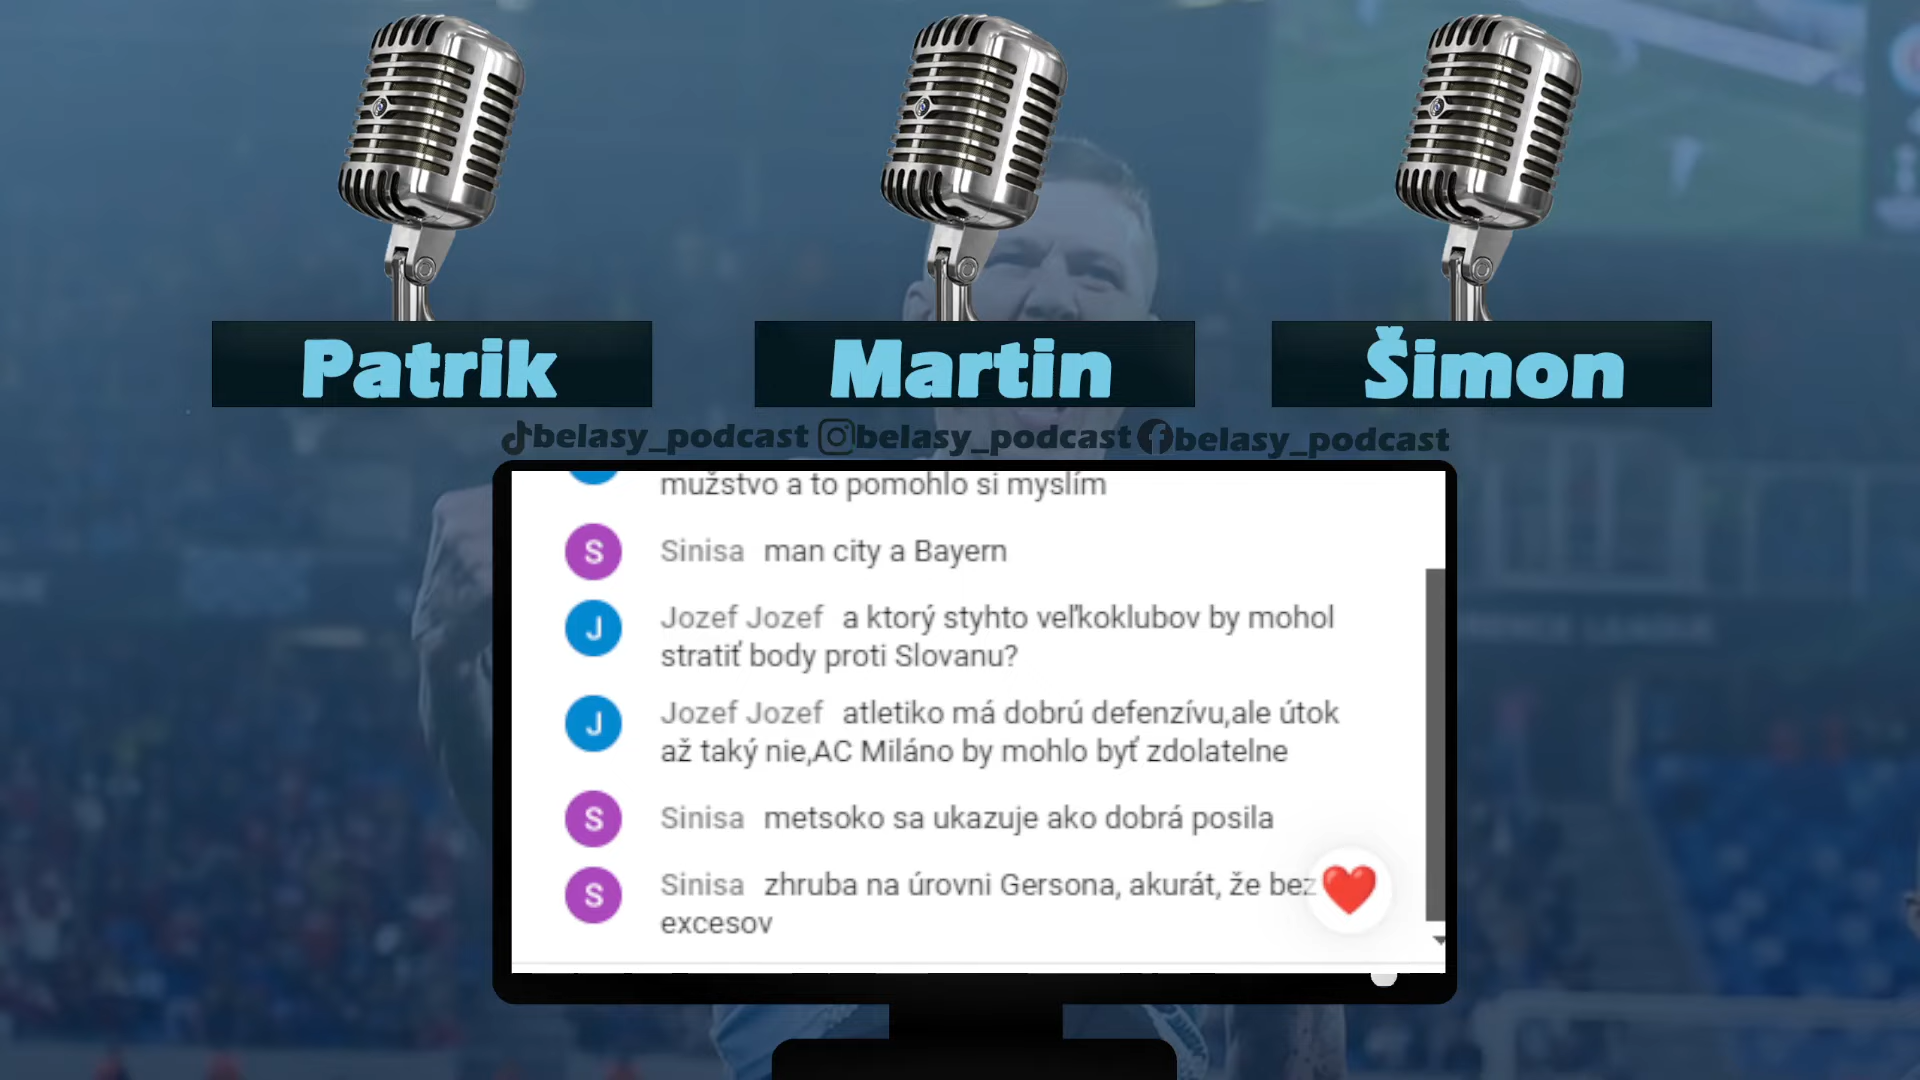 Patrik
Martin
Šimon
belasy_podcast
belasy_podcast
belasy_podcast
mužstvo a to pomohlo si myslím
S
Sinisa man city a Bayern
J
Jozef Jozef a ktorý styhto veľkoklubov by mohol
stratiť body proti Slovanu?
J
Jozef Jozef atletiko má dobrú defenzívu,ale útok
až taký nie,AC Miláno by mohlo byť zdolatelne
S
Sinisa metsoko sa ukazuje ako dobrá posila
S
Sinisa zhruba na úrovni Gersona, akurát, že bez
excesov